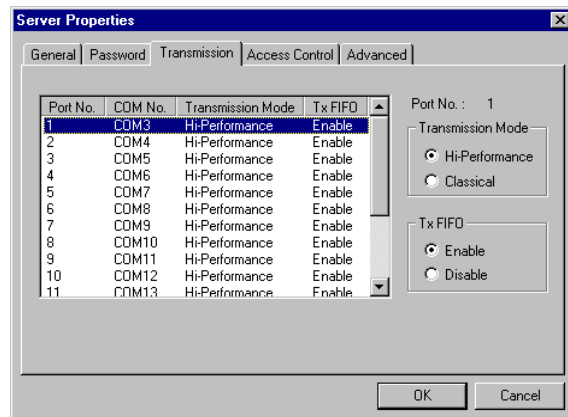 Server Properties
General Password Transmission Access Control Advanced
Port No. COM No. Transmission Mode Tx FIFO
1 COM3 Hi-Performance Enable
2 COM4 Hi-Performance Enable
3 COM5 Hi-Performance Enable
4 COM6 Hi-Performance Enable
5 COM7 Hi-Performance Enable
6 COM8 Hi-Performance Enable
7 COM9 Hi-Performance Enable
8 COM10 Hi-Performance Enable
9 COM11 Hi-Performance Enable
10 COM12 Hi-Performance Enable
11 COM13 Hi-Performance Enable
Port No. : 1
Transmission Mode
Hi-Performance
Classical
Tx FIFO
Enable
Disable
OK Cancel